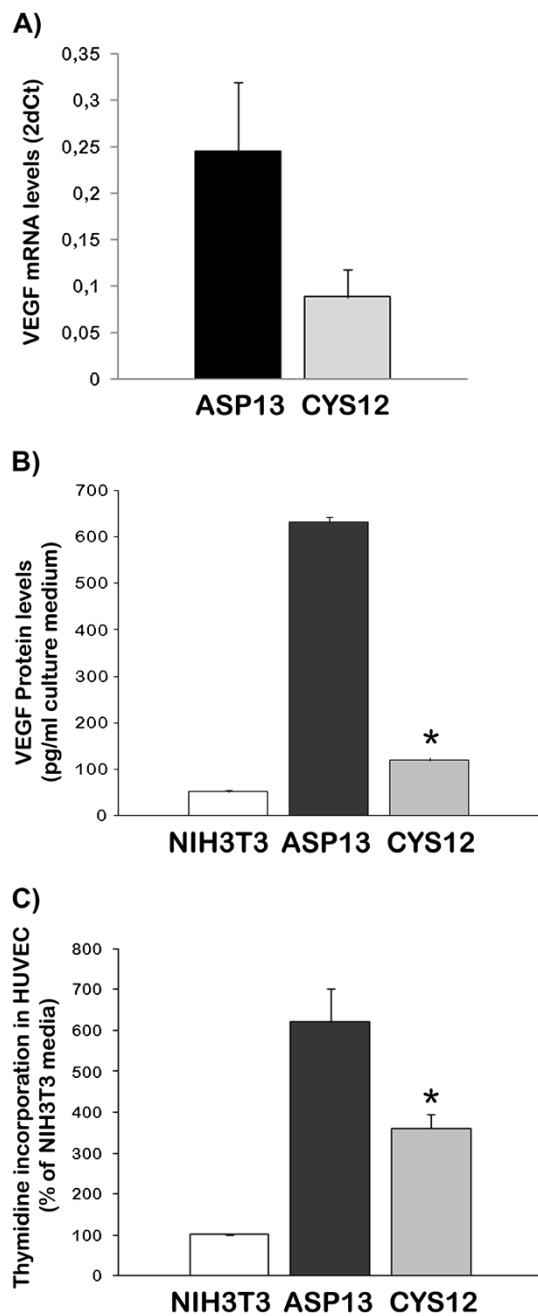 A)
VEGF mRNA levels (2dCt)
0,35
0,3
0,25
0,2
0,15
0,1
0,05
0
ASP13 CYS12
B)
VEGF Protein levels
(pg/ml culture medium)
700
600
500
400
300
200
100
0
*
NIH3T3 ASP13 CYS12
C)
Thymidine incorporation in HUVEC
(% of NIH3T3 media)
800
700
600
500
400
300
200
100
0
*
NIH3T3 ASP13 CYS12